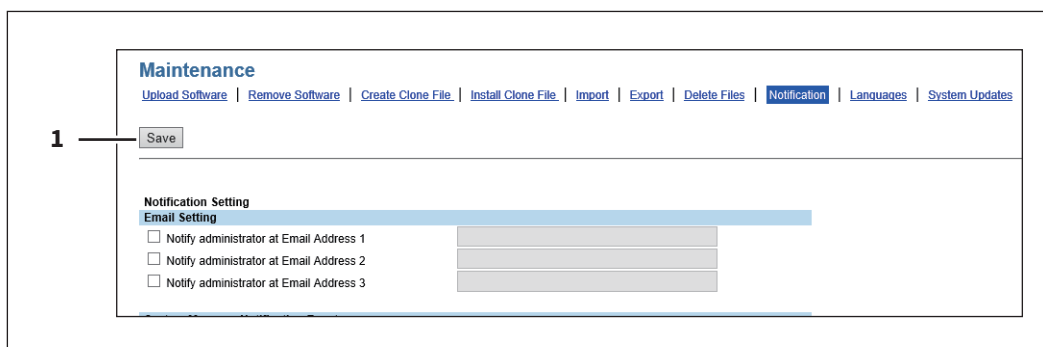 Maintenance
Upload Software | Remove Software | Create Clone File | Install Clone File | Import | Export | Delete Files | Notification | Languages | System Updates
1
Save
Notification Setting
Email Setting
Notify administrator at Email Address 1
Notify administrator at Email Address 2
Notify administrator at Email Address 3